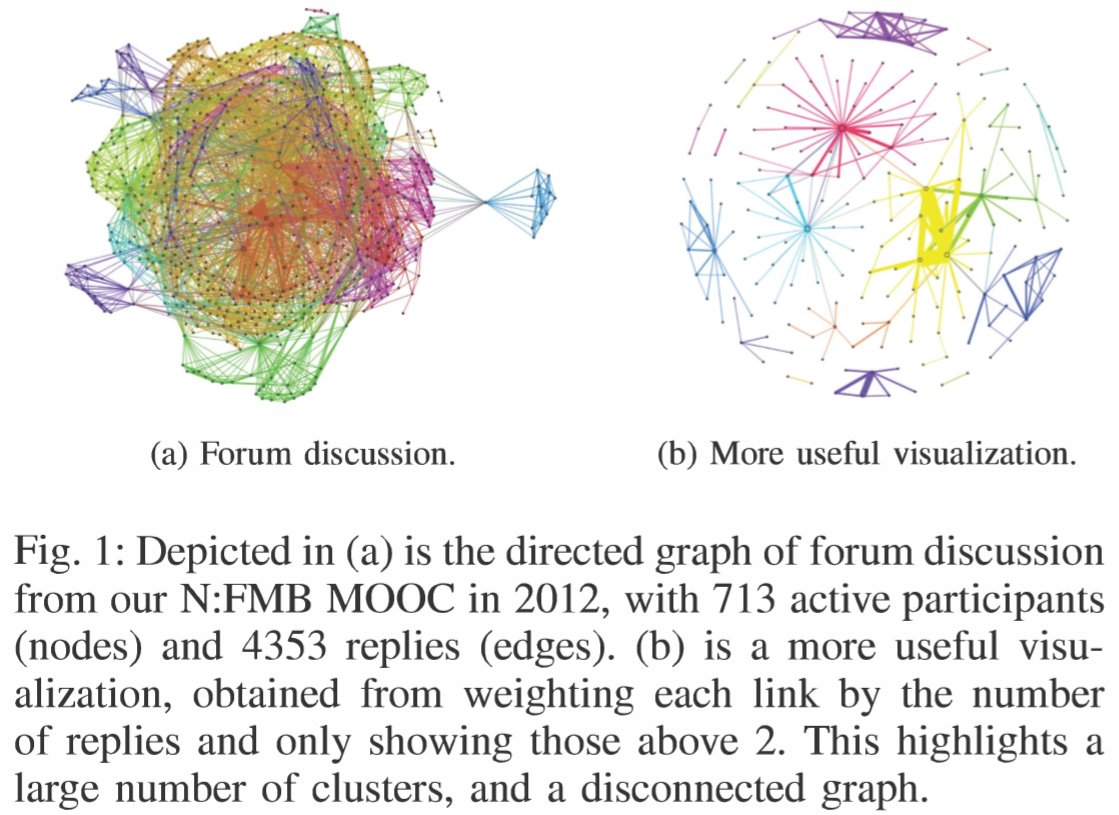 (a) Forum discussion.
(b) More useful visualization.
Fig. 1: Depicted in (a) is the directed graph of forum discussion
from our N:FMB MOOC in 2012, with 713 active participants
(nodes) and 4353 replies (edges). (b) is a more useful visu-
alization, obtained from weighting each link by the number
of replies and only showing those above 2. This highlights a
large number of clusters, and a disconnected graph.